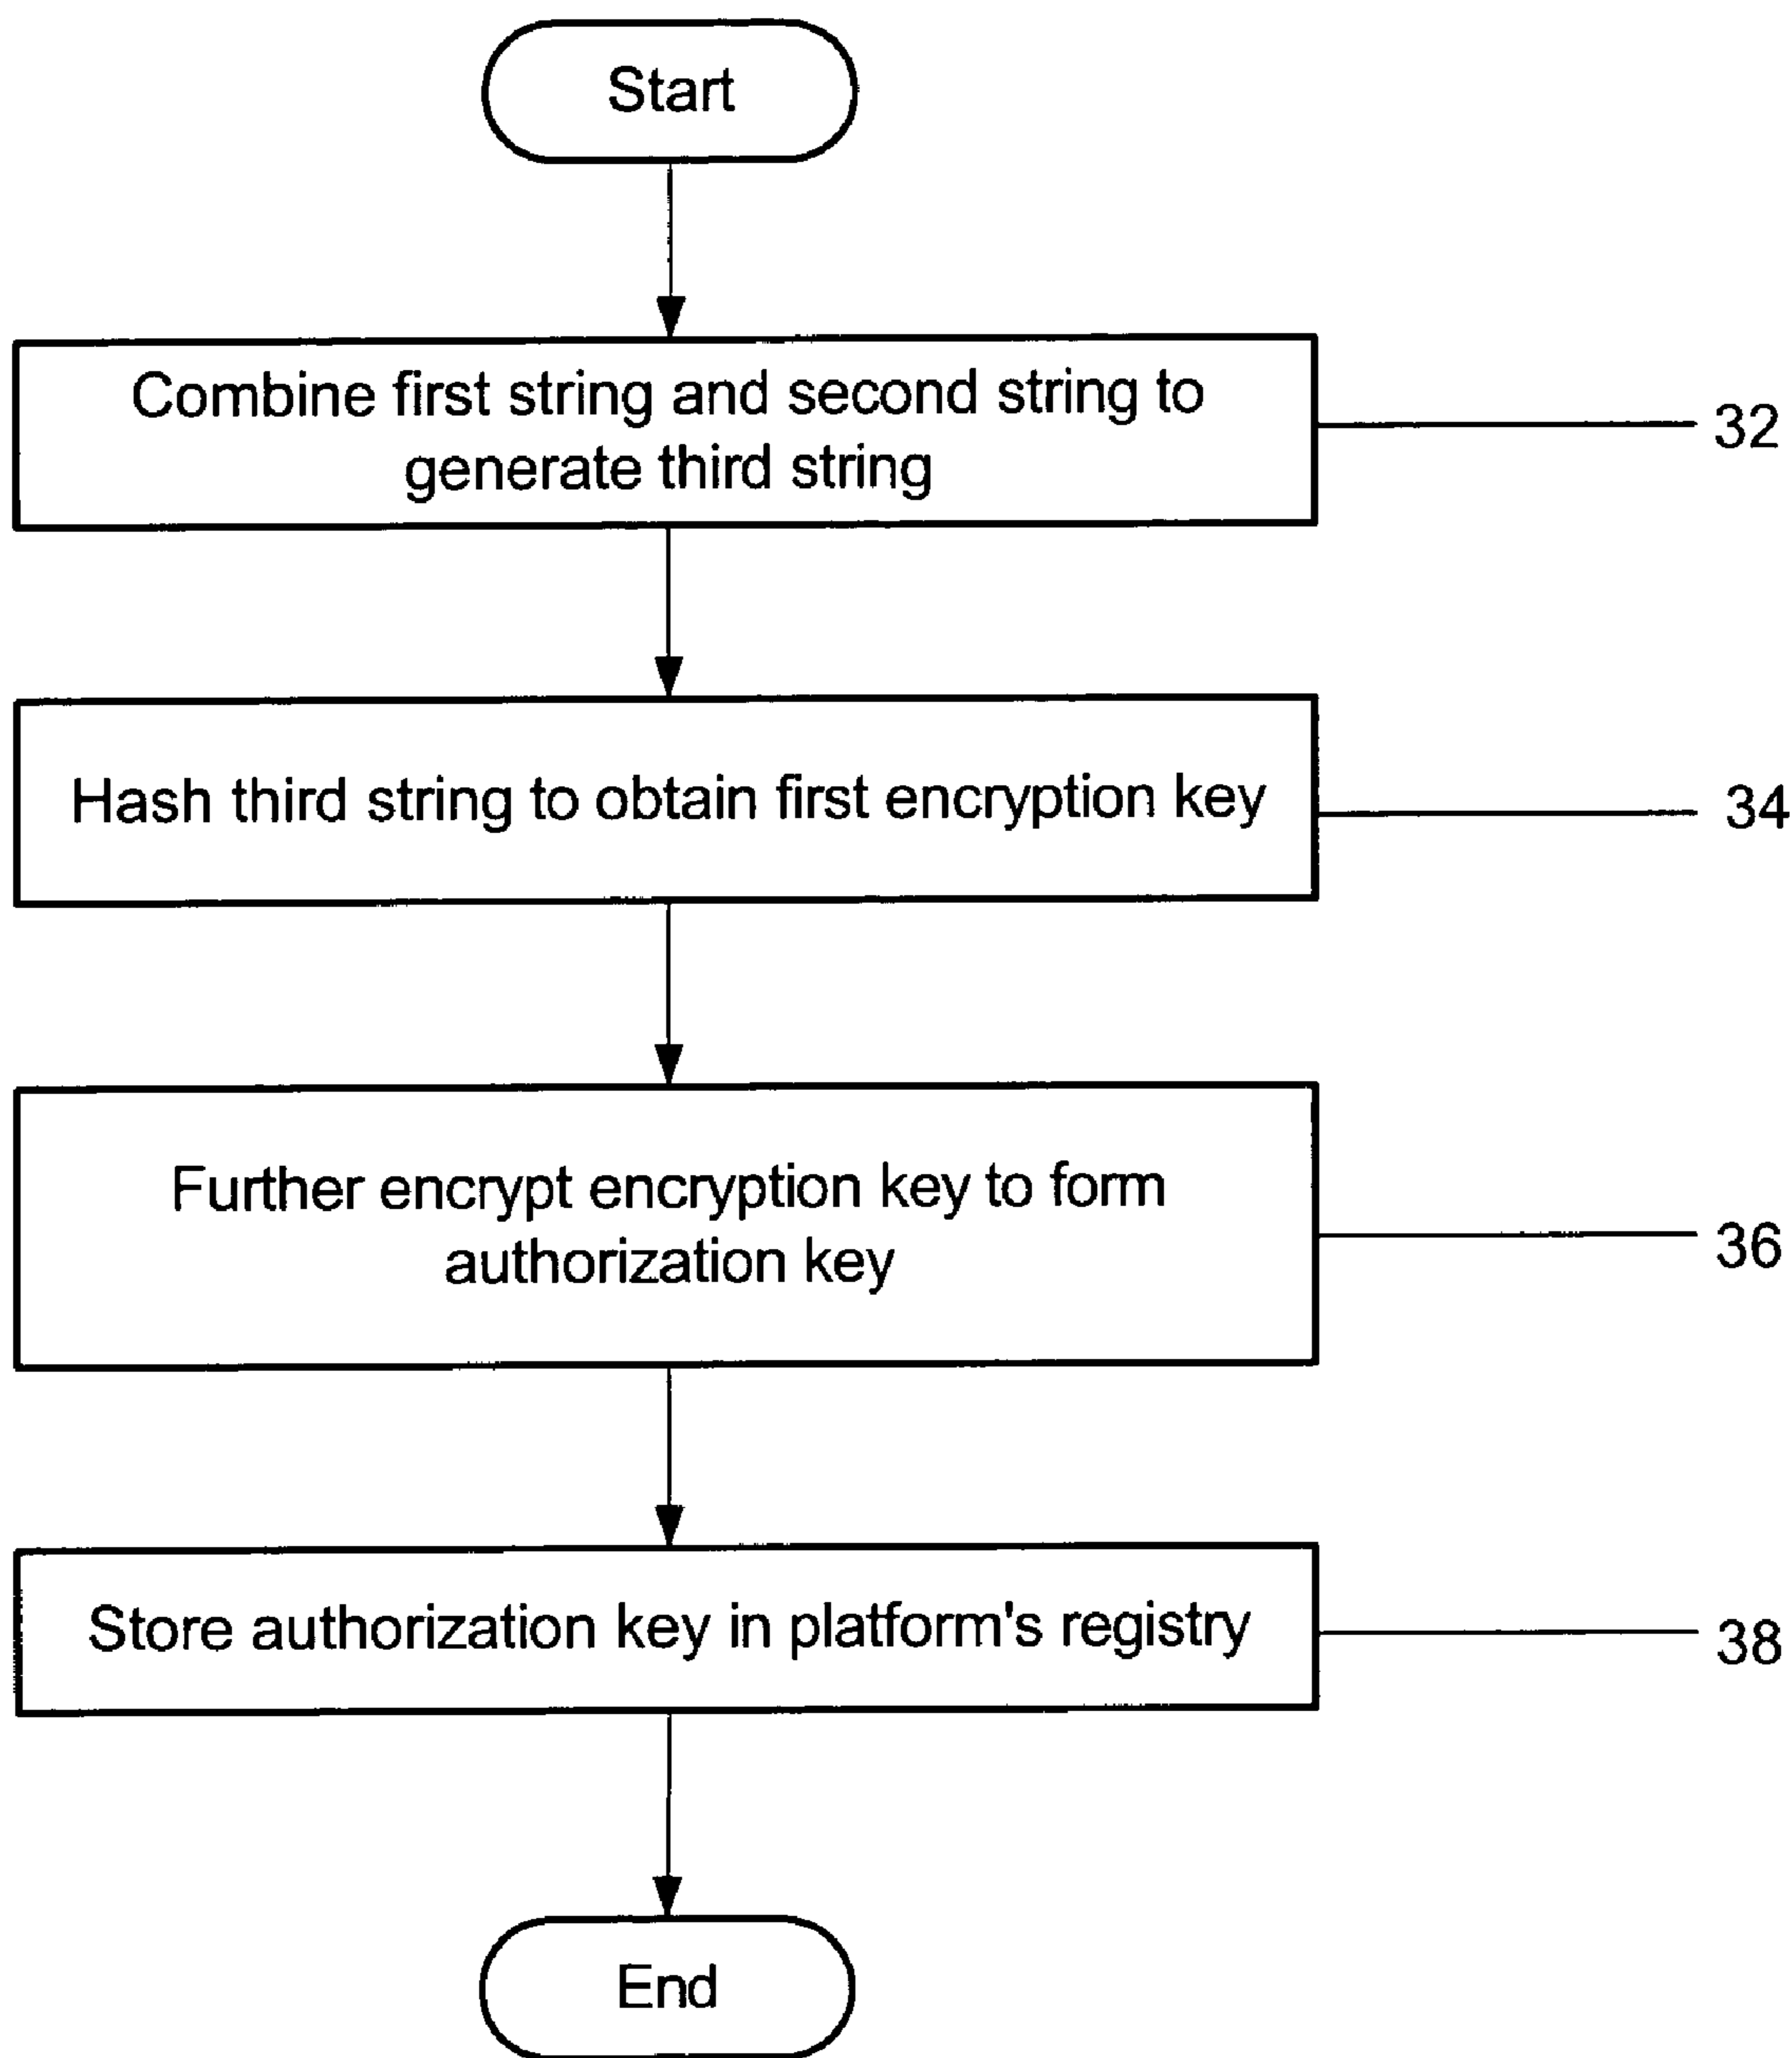 Start
Combine first string and second string to
generate third string
32
Hash third string to obtain first encryption key
34
Further encrypt encryption key to form
authorization key
36
Store authorization key in platform's registry
38
End